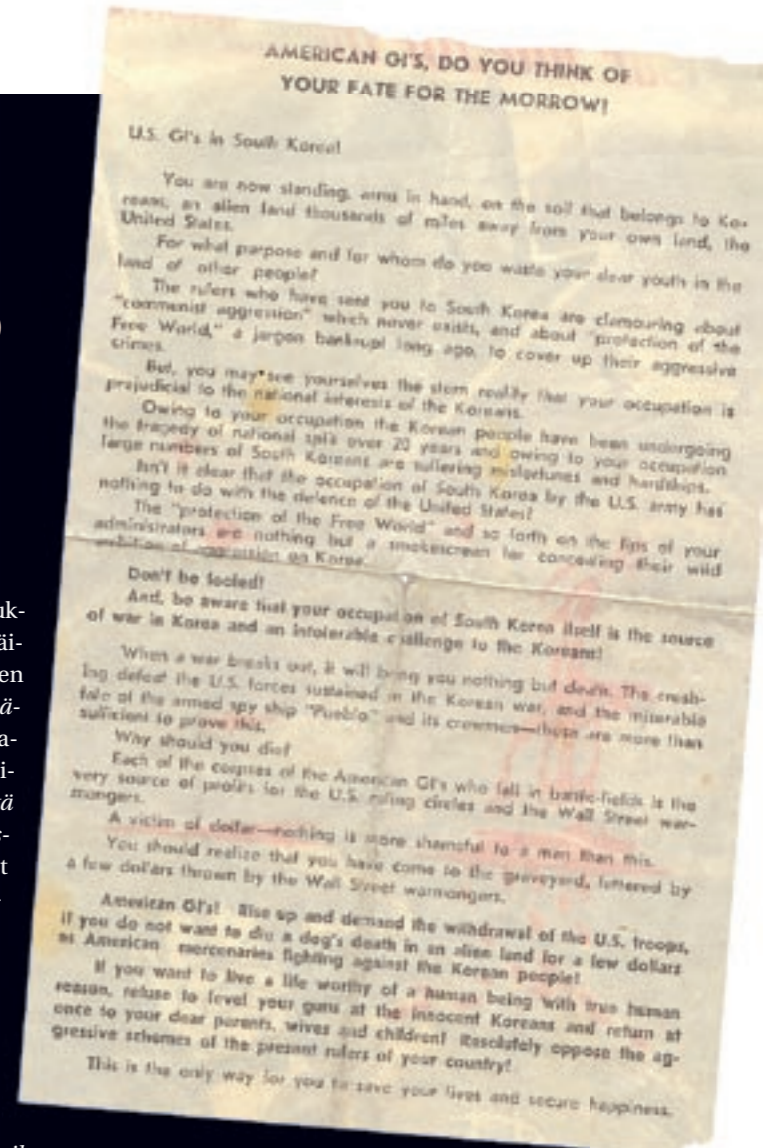 AMERICAN GI'S, DO YOU THINK OF
YOUR FATE FOR THE MORROW!
U.S. GI's in South Korea!
You are now standing, arms in hand, on the soil that belongs to Ko-
reans, an alien land thousands of miles away from your own land, the
United States.
For what purpose and for whom do you waste your dear youth in the
land of other people?
The rulers who have sent you to South Korea are clamouring about
"communist aggression" which never exists, and about "protection of the
Free World," a jargon bankrupt long ago, to cover up their aggressive
crimes.
But, you may see yourselves the stern reality that your occupation is
prejudicial to the national interests of the Koreans.
Owing to your occupation the Korean people have been undergoing
the tragedy of national split over 20 years and owing to your occupation
large numbers of South Koreans are suffering misfortunes and hardships.
Isn't it clear that the occupation of South Korea by the U.S. army has
nothing to do with the defence of the United States?
The "protection of the Free World" and so forth on the lips of your
administrators are nothing but a smokescreen for concealing their wild
ambition of aggression on Korea.
Don't be fooled!
And, be aware that your occupation of South Korea itself is the source
of war in Korea and an intolerable challenge to the Koreans!
When a war breaks out, it will bring you nothing but death. The crush-
ing defeat the U.S. forces sustained in the Korean war, and the miserable
fate of the armed spy ship "Pueblo" and its crewmen—these are more than
sufficient to prove this.
Why should you die?
Each of the corpses of the American GI's who fall in battle-fields is the
very source of profits for the U.S. ruling circles and the Wall Street war-
mongers.
A victim of dollar—nothing is more shameful to a man than this.
You should realize that you have come to the graveyard, lettered by
a few dollars thrown by the Wall Street warmongers.
American GI's! Rise up and demand the withdrawal of the U.S. troops,
if you do not want to die a dog's death in an alien land for a few dollars
as American mercenaries fighting against the Korean people!
If you want to live a life worthy of a human being with true human
reason, refuse to level your guns at the innocent Koreans and return at
once to your dear parents, wives and children! Resolutely oppose the ag-
gressive schemes of the present rulers of your country!
This is the only way for you to save your lives and secure happiness.
uk-
äi-
en
ä-
a-
i-
ä
s-
t